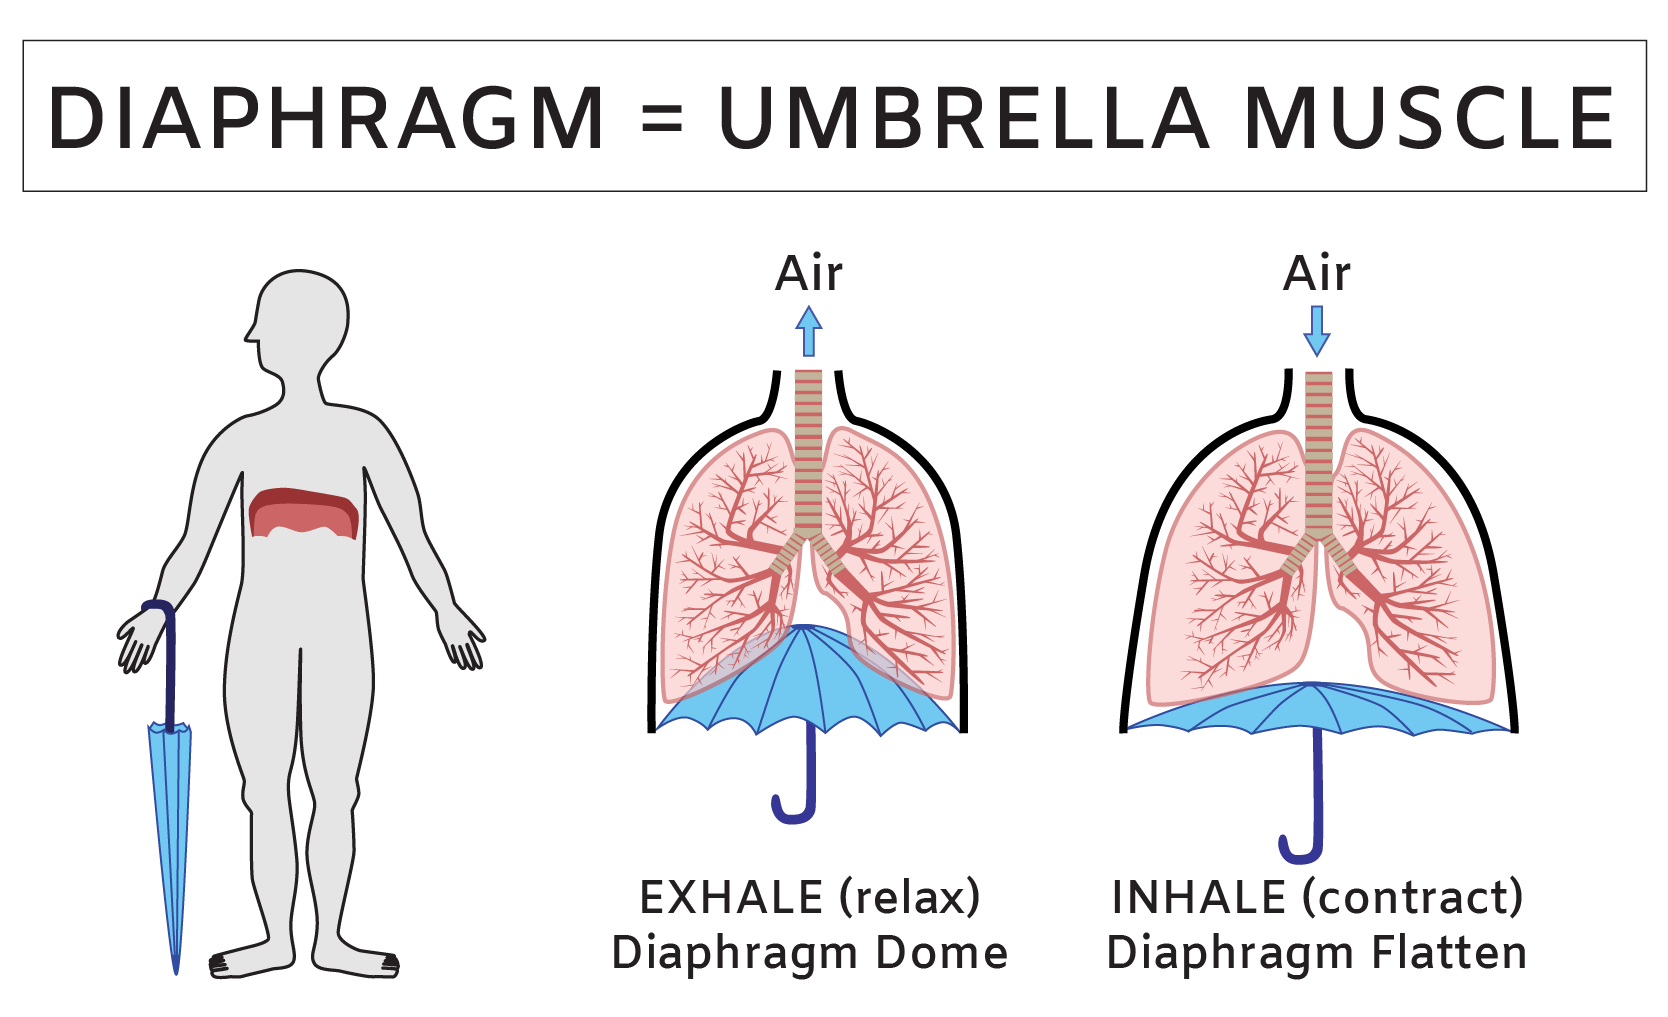 DIAPHRAGM = UMBRELLA MUSCLE
Air
EXHALE (relax)
Diaphragm Dome
Air
INHALE (contract)
Diaphragm Flatten